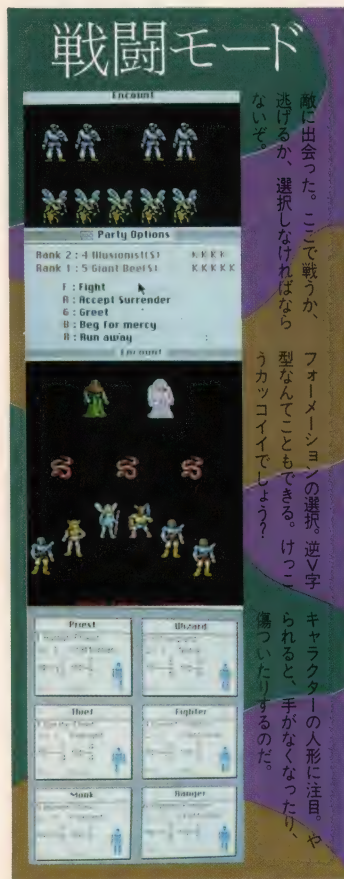 戦闘モード
敵に出会った。ここで戦うか、
逃げるか、選択しなければなら
ないぞ。
フォーメーションの選択。逆V字
型なんてこともできる。けっこ
うカッコイイでしょう?
キャラクターの人形に注目。や
られると、手がなくなったり、
傷ついたりするのだ。
Encount
Party Options
Rank 2 : 4 Illusionist(S) K K K K
Rank 1 : 5 Giant Bee(S) K K K K K
F : Fight
A : Accept Surrender
G : Greet
B : Beg for mercy
R : Run away
Encount
Priest
Wizard
Thief
Fighter
Monk
Ranger